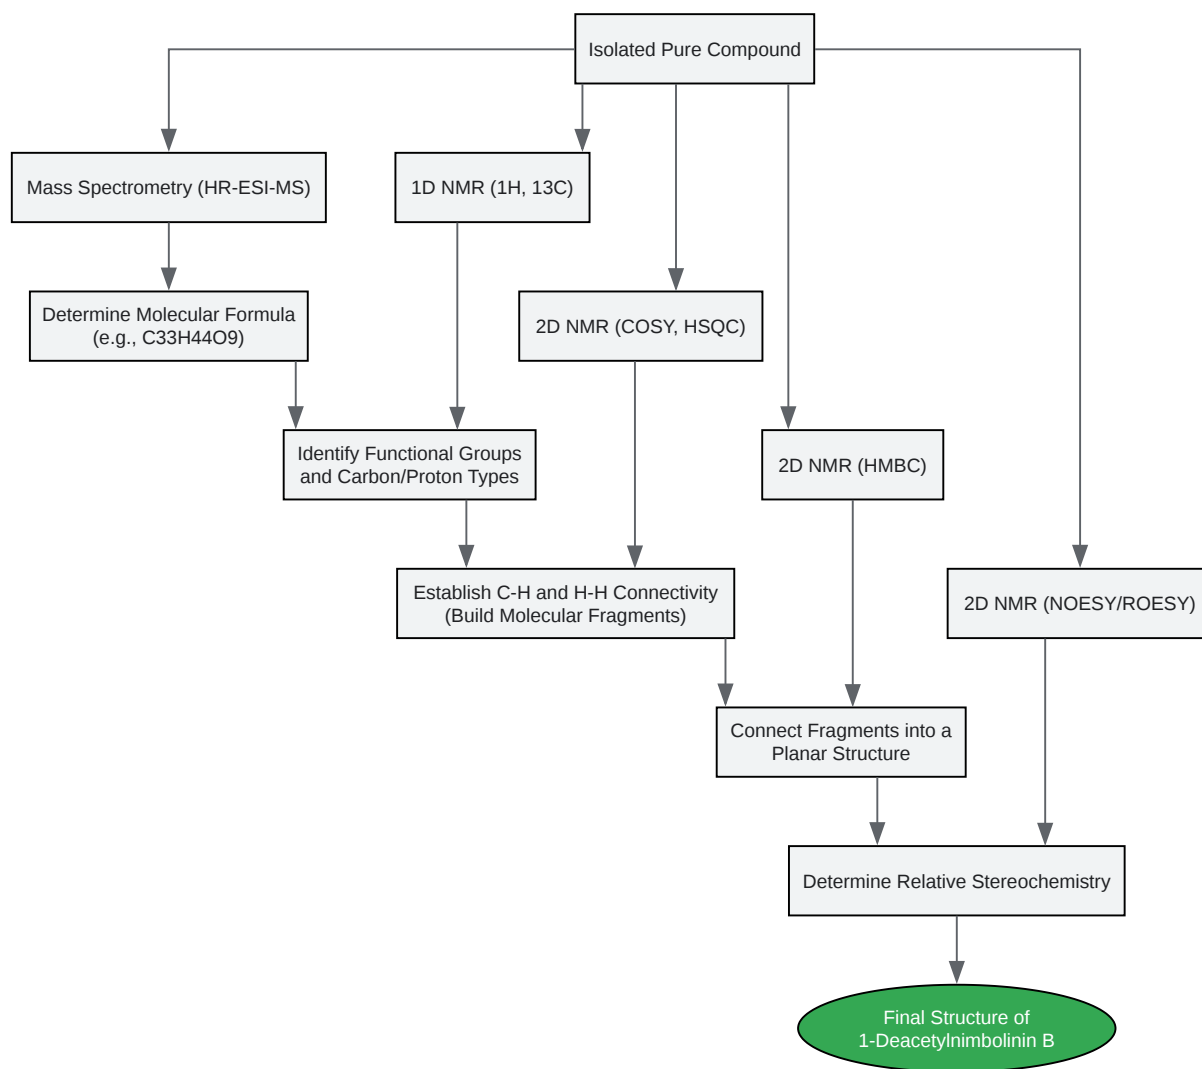 Isolated Pure Compound
Mass Spectrometry (HR-ESI-MS)
1D NMR (1H, 13C)
Determine Molecular Formula
(e.g., C33H44O9)
2D NMR (COSY, HSQC)
Identify Functional Groups
and Carbon/Proton Types
2D NMR (HMBC)
Establish C-H and H-H Connectivity
(Build Molecular Fragments)
2D NMR (NOESY/ROESY)
Connect Fragments into a
Planar Structure
Determine Relative Stereochemistry
Final Structure of
1-Deacetylnimbolinin B